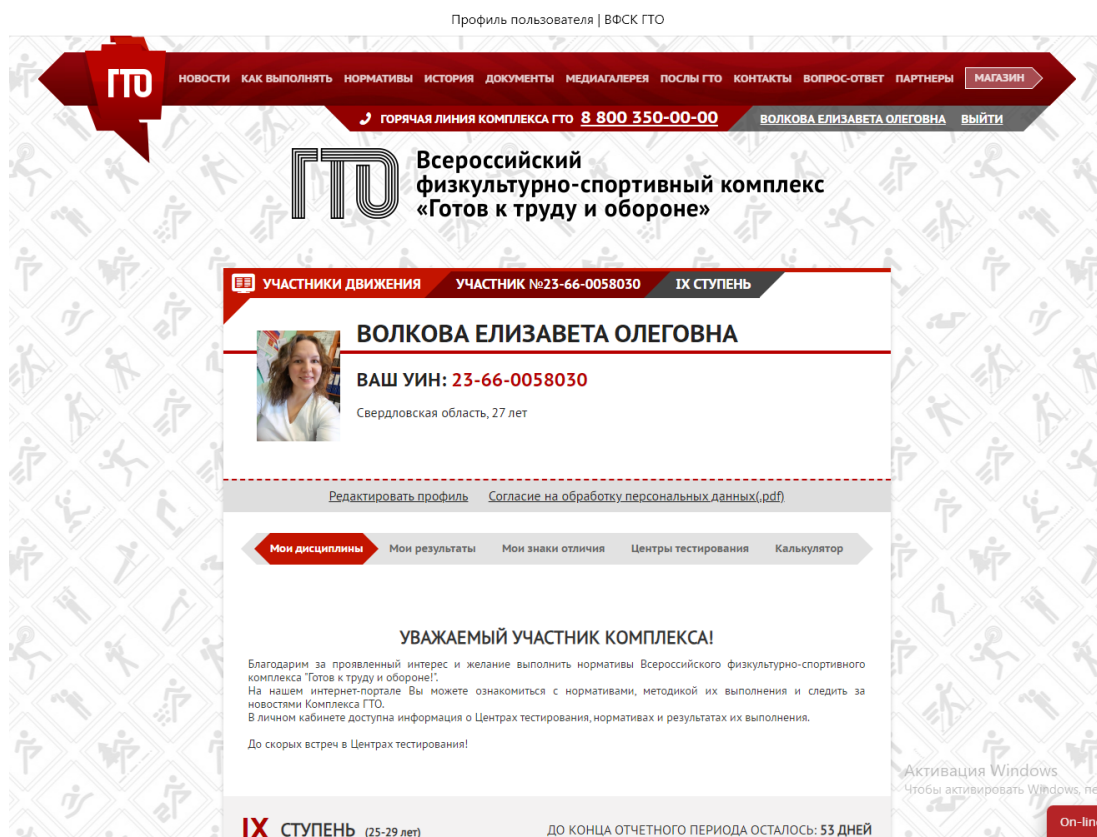 Профиль пользователя | ВФСК ГТО
ГТО
НОВОСТИ КАК ВЫПОЛНЯТЬ НОРМАТИВЫ ИСТОРИЯ ДОКУМЕНТЫ МЕДИАГАЛЕРЕЯ ПОСЛЫ ГТО КОНТАКТЫ ВОПРОС-ОТВЕТ ПАРТНЕРЫ МАГАЗИН
ГОРЯЧАЯ ЛИНИЯ КОМПЛЕКСА ГТО 8 800 350-00-00 ВОЛКОВА ЕЛИЗАВЕТА ОЛЕГОВНА ВЫЙТИ
ГТО
Всероссийский
физкультурно-спортивный комплекс
«Готов к труду и обороне»
УЧАСТНИКИ ДВИЖЕНИЯ УЧАСТНИК №23-66-0058030 IX СТУПЕНЬ
ВОЛКОВА ЕЛИЗАВЕТА ОЛЕГОВНА
ВАШ УИН: 23-66-0058030
Свердловская область, 27 лет
Редактировать профиль Согласие на обработку персональных данных(.pdf)
Мои дисциплины Мои результаты Мои знаки отличия Центры тестирования Калькулятор
УВАЖАЕМЫЙ УЧАСТНИК КОМПЛЕКСА!
Благодарим за проявленный интерес и желание выполнить нормативы Всероссийского физкультурно-спортивного
комплекса "Готов к труду и обороне!".
На нашем интернет-портале Вы можете ознакомиться с нормативами, методикой их выполнения и следить за
новостями Комплекса ГТО.
В личном кабинете доступна информация о Центрах тестирования, нормативах и результатах их выполнения.
До скорых встреч в Центрах тестирования!
Активация Windows
Чтобы активировать Windows, пе
On-line
IX СТУПЕНЬ (25-29 лет) ДО КОНЦА ОТЧЕТНОГО ПЕРИОДА ОСТАЛОСЬ: 53 ДНЕЙ